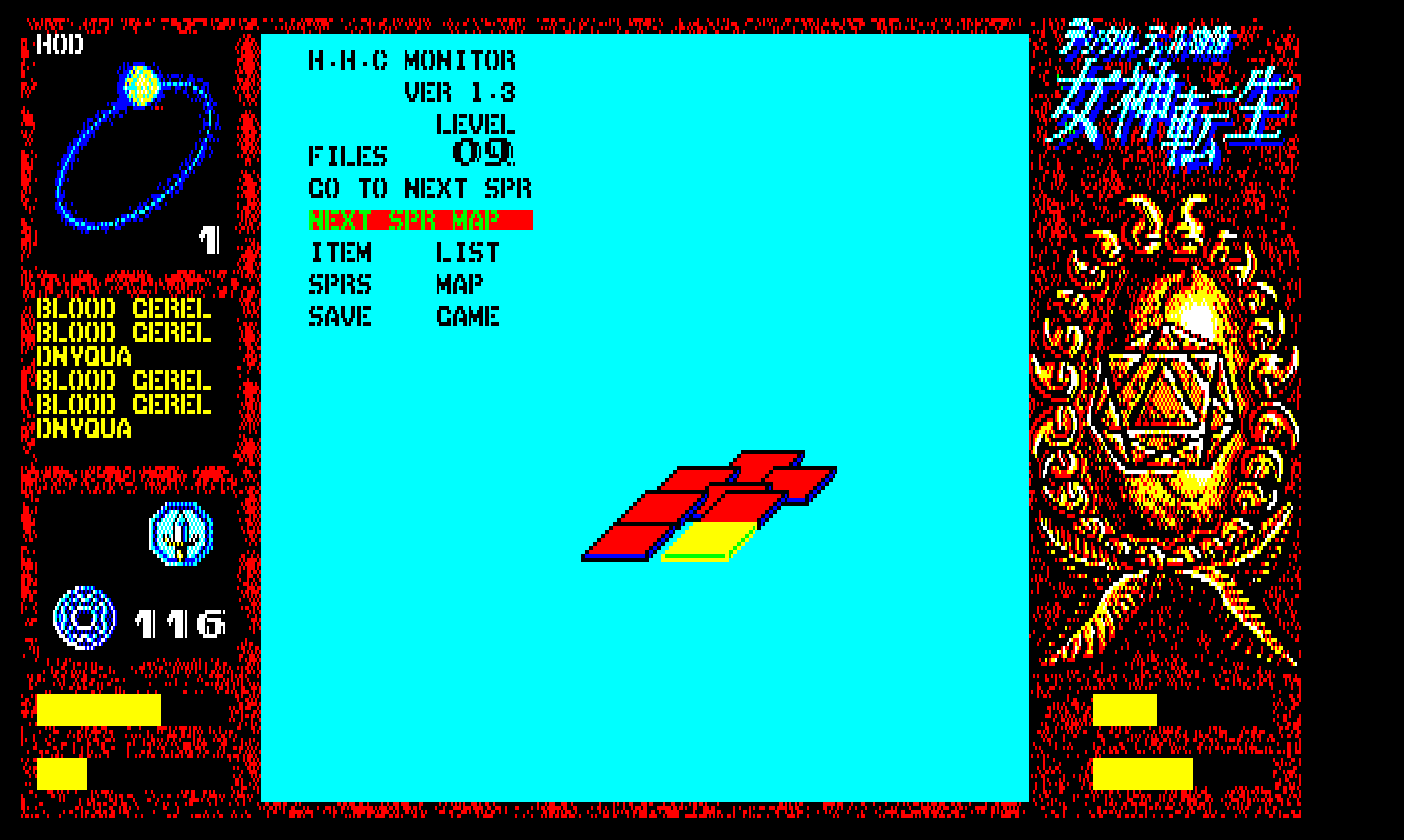 HOD
1
BLOOD GEREL
BLOOD GEREL
DNYQUA
BLOOD GEREL
BLOOD GEREL
DNYQUA
116
H.H.C MONITOR
VER 1.3
LEVEL
FILES 09
GO TO NEXT SPR
NEXT SPR MAP
ITEM LIST
SPRS MAP
SAVE GAME
デジタル・デビル物語
女神転生